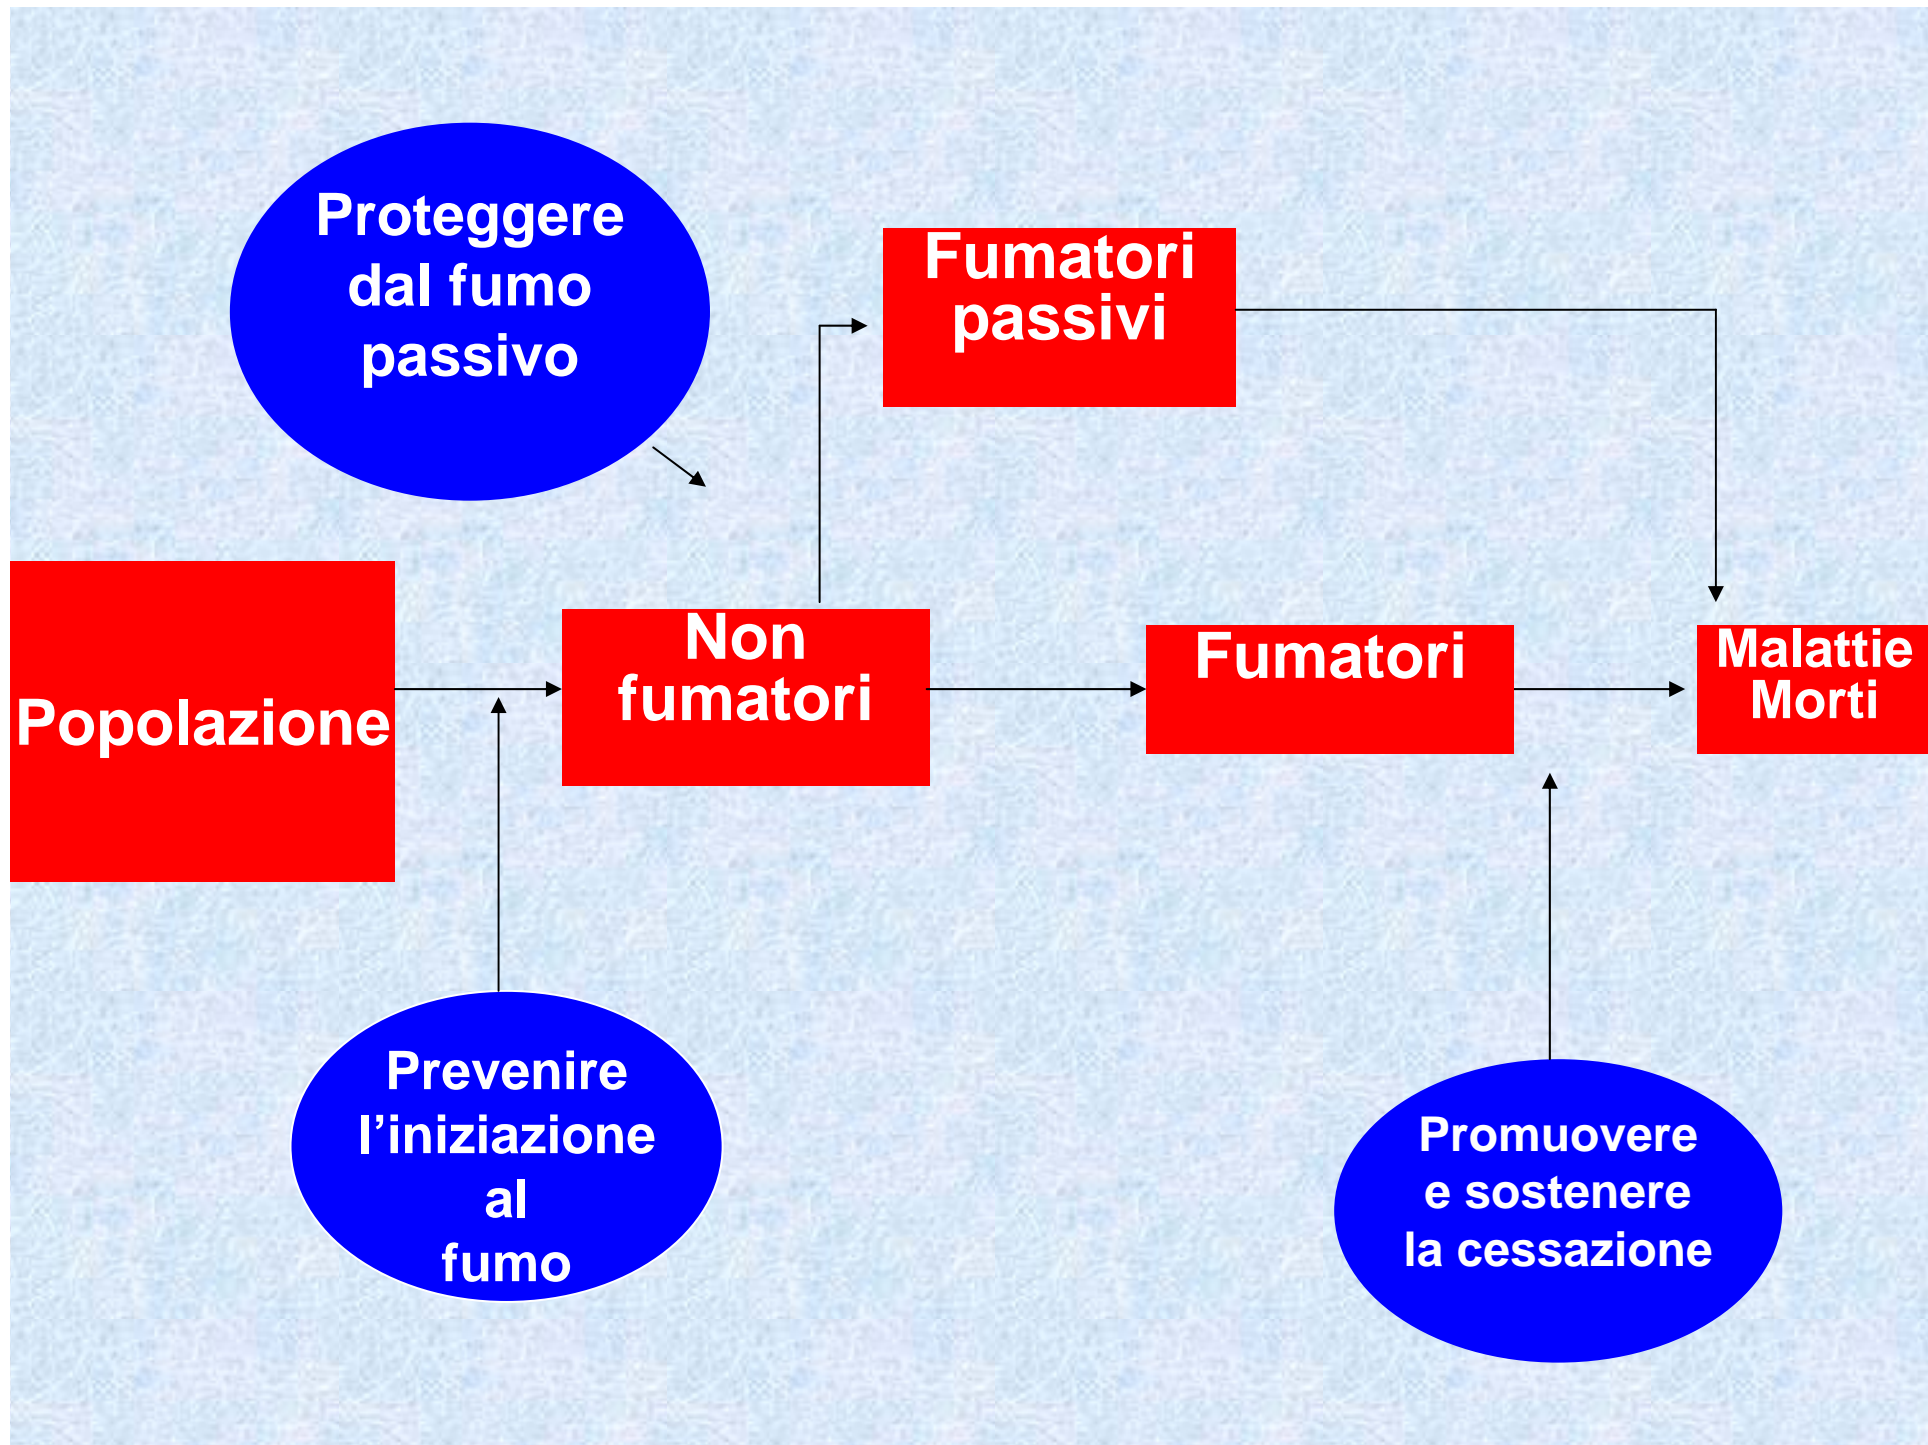 Proteggere
dal fumo
passivo
Fumatori
passivi
Popolazione
Non
fumatori
Fumatori
Malattie
Morti
Prevenire
l’iniziazione
al
fumo
Promuovere
e sostenere
la cessazione